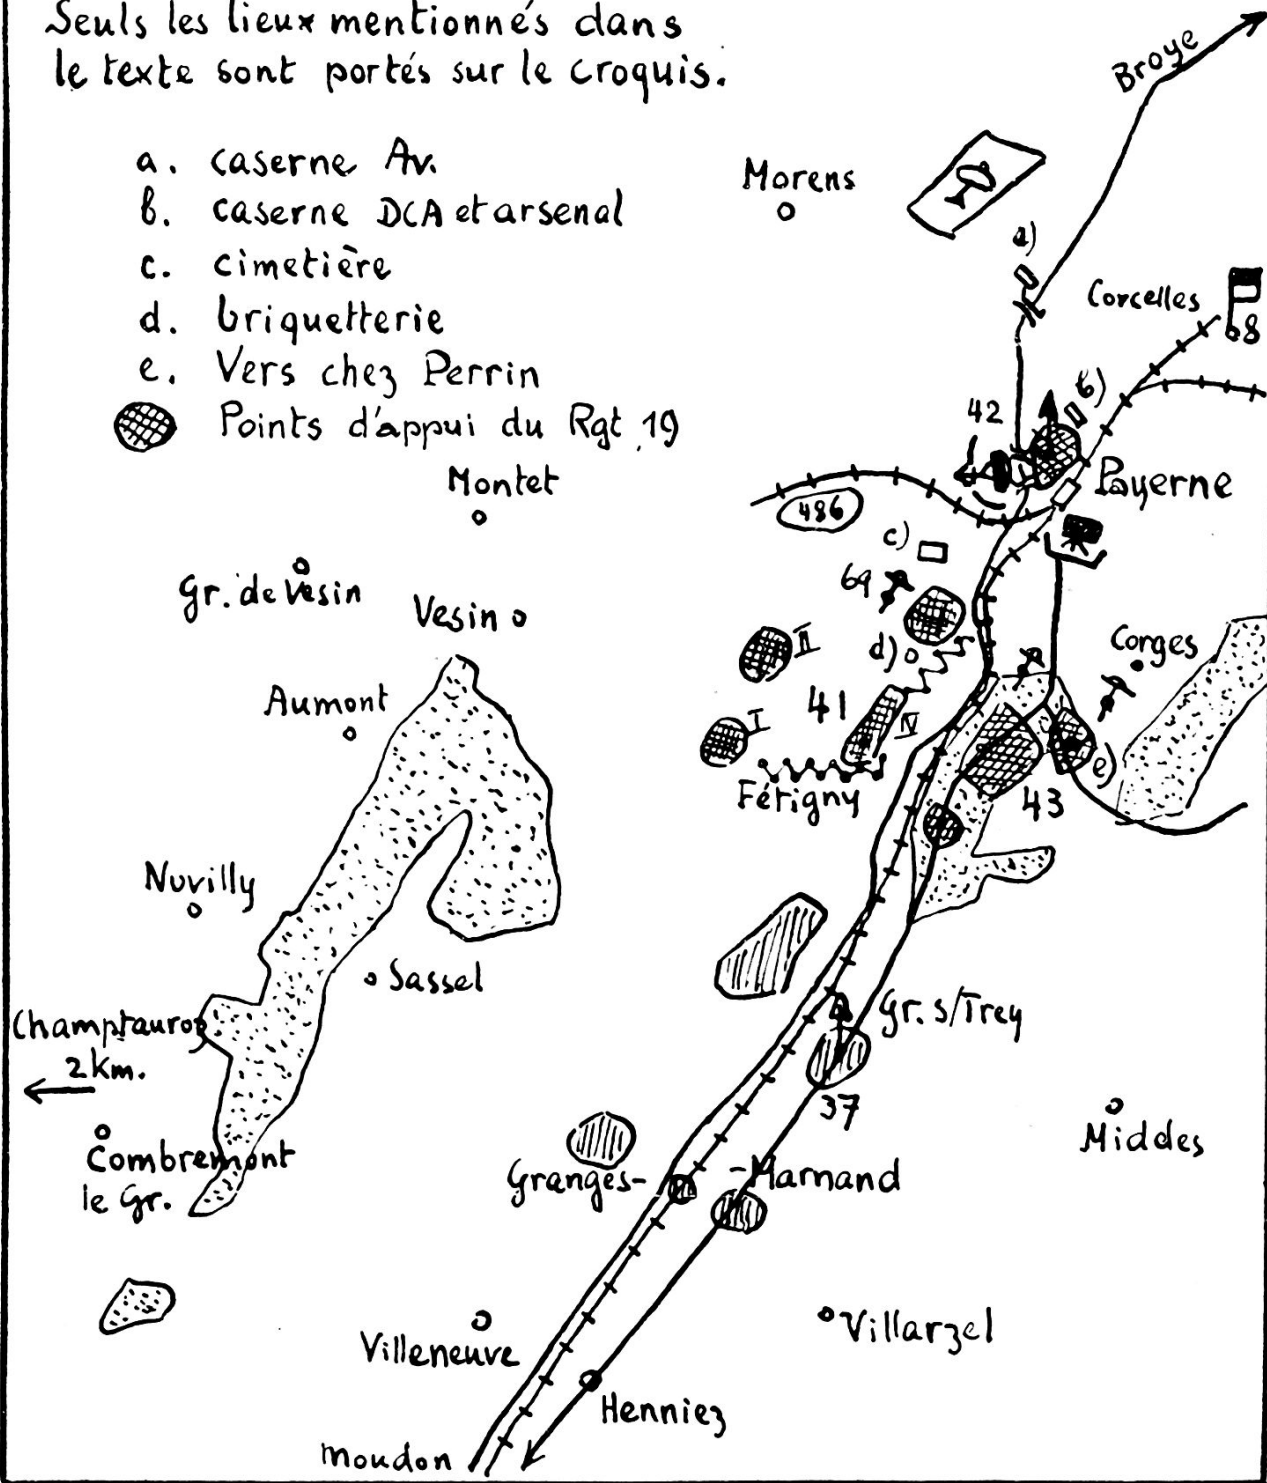 Seuls les lieux mentionnés dans
le texte sont portés sur le croquis.
a. caserne Av.
b. caserne DCA et arsenal
c. cimetière
d. briquetterie
e. Vers chez Perrin
Points d'appui du Rgt 19
Broye
Morens
a)
Corcelles
8
b)
42
Payerne
Montet
486
c)
Gr. de Vesin
Vesin
69
II
d)
Corges
Aumont
41
I
IV
e)
Fétigny
43
Nuvilly
Sassel
Champtauroz
2 km.
Gr. s/Trey
37
Combremont
le Gr.
Middes
Granges-
-Marnand
Villarzel
Villeneuve
Henniez
Moudon